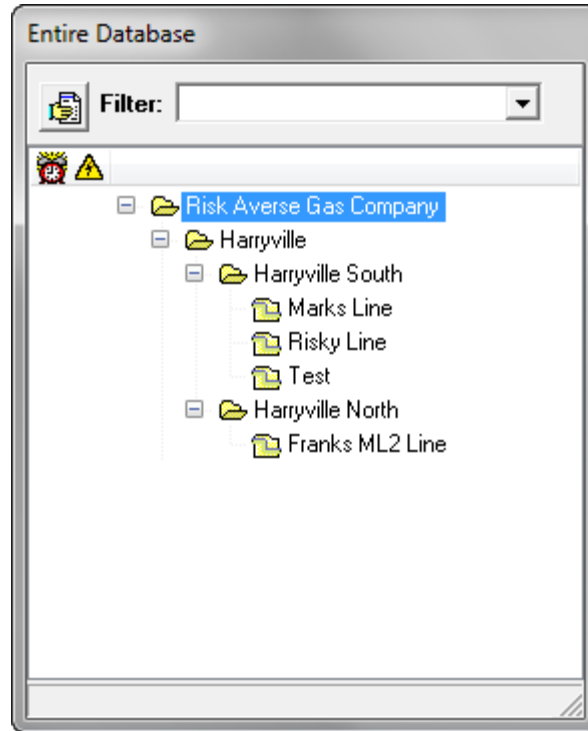 Entire Database
Filter:
Risk Averse Gas Company
Harryville
Harryville South
Marks Line
Risky Line
Test
Harryville North
Franks ML2 Line